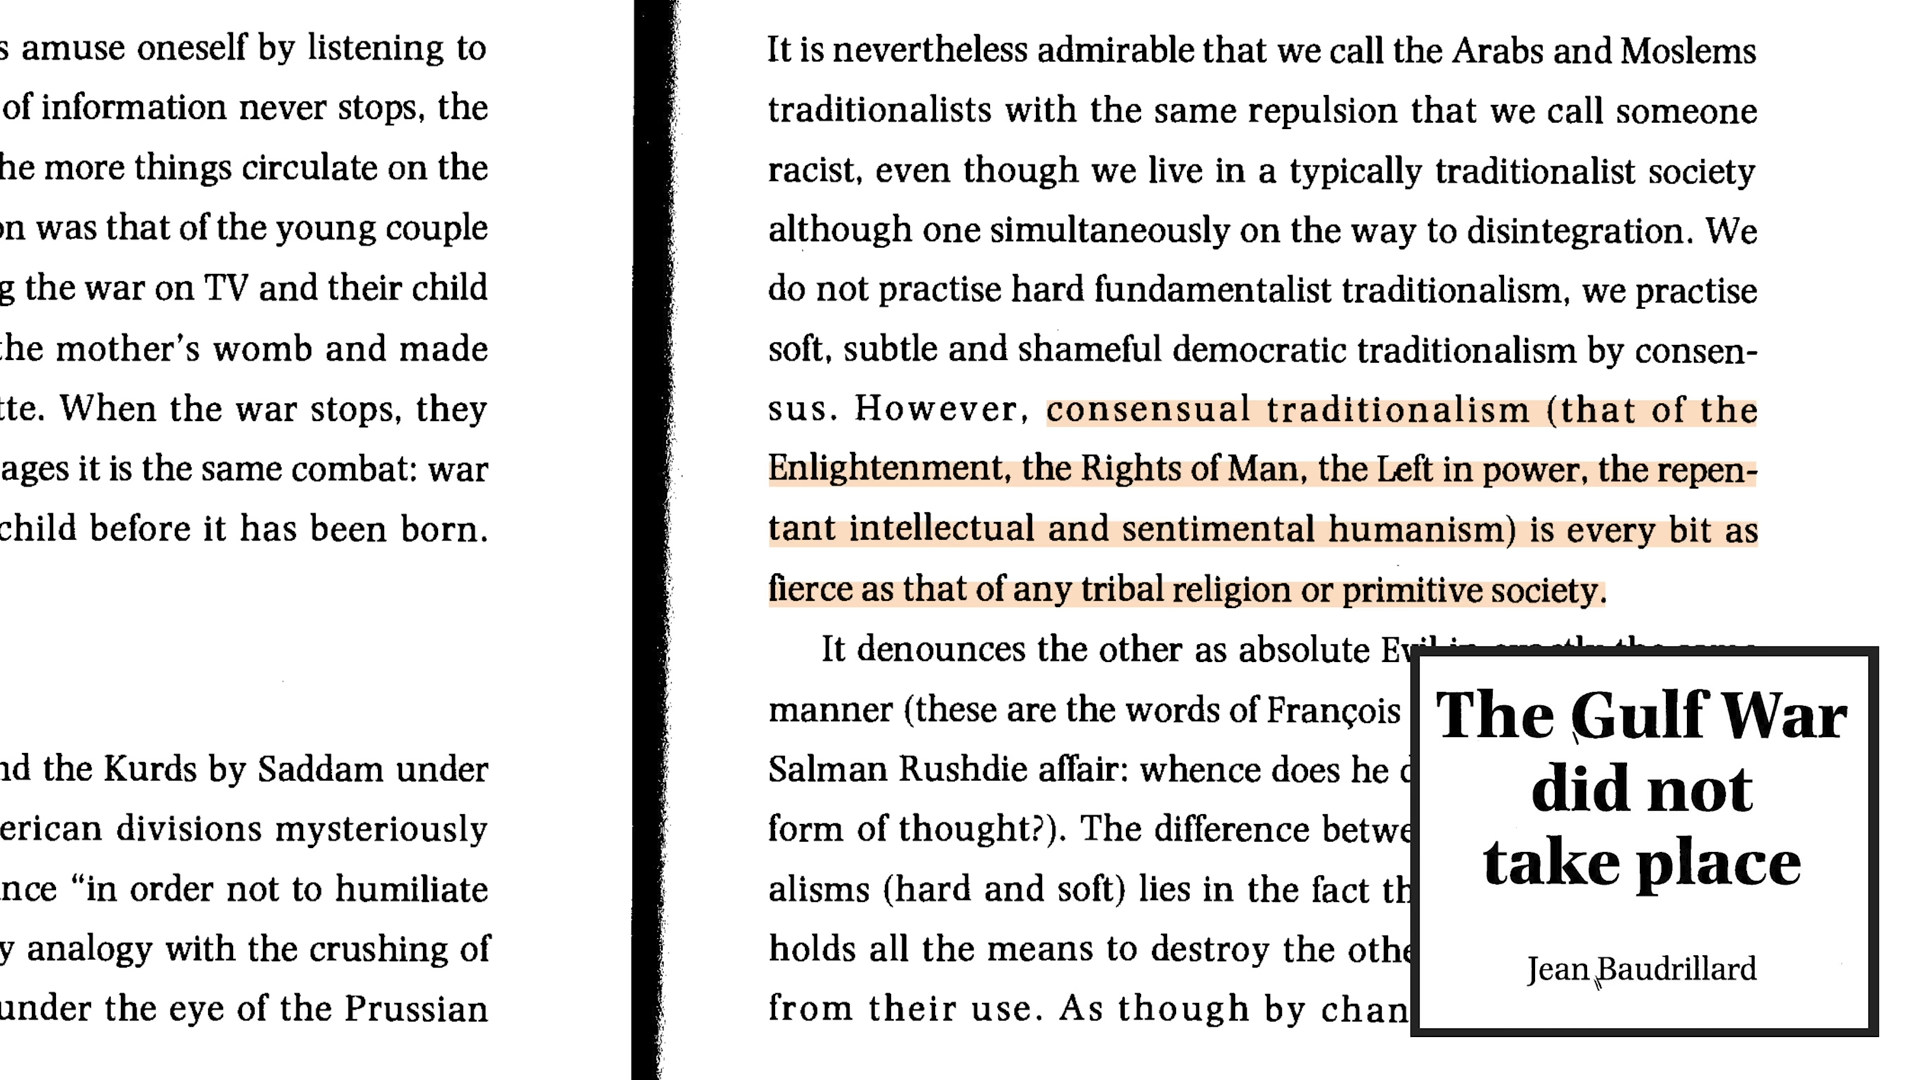 amuse oneself by listening to
of information never stops, the
more things circulate on the
was that of the young couple
the war on TV and their child
the mother's womb and made
When the war stops, they
it is the same combat: war
child before it has been born.
the Kurds by Saddam under
divisions mysteriously
“in order not to humiliate
analogy with the crushing of
under the eye of the Prussian
It is nevertheless admirable that we call the Arabs and Moslems
traditionalists with the same repulsion that we call someone
racist, even though we live in a typically traditionalist society
although one simultaneously on the way to disintegration. We
do not practise hard fundamentalist traditionalism, we practise
soft, subtle and shameful democratic traditionalism by consen-
sus. However, consensual traditionalism (that of the
Enlightenment, the Rights of Man, the Left in power, the repen-
tant intellectual and sentimental humanism) is every bit as
fierce as that of any tribal religion or primitive society.
It denounces the other as absolute Evil in exactly the same
manner (these are the words of François
Salman Rushdie affair: whence does he
form of thought?). The difference
alisms (hard and soft) lies in the fact
holds all the means to destroy the
from their use. As though by
The Gulf War
did not
take place
Jean Baudrillard